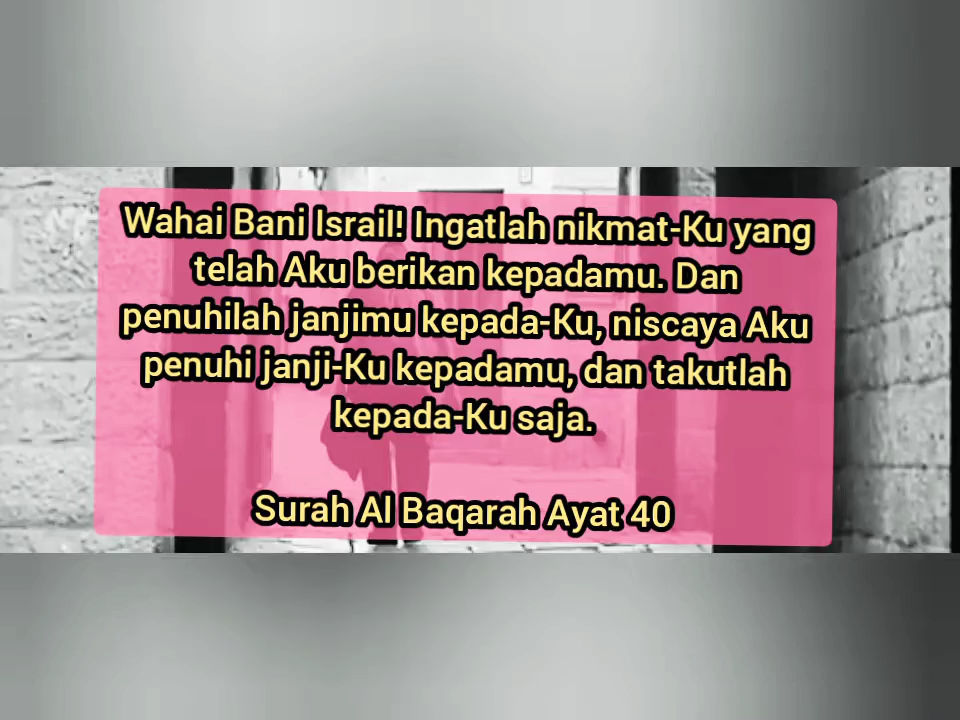 Wahai Bani Israil! Ingatlah nikmat-Ku yang
telah Aku berikan kepadamu. Dan
penuhilah janjimu kepada-Ku, niscaya Aku
penuhi janji-Ku kepadamu, dan takutlah
kepada-Ku saja.
Surah Al Baqarah Ayat 40